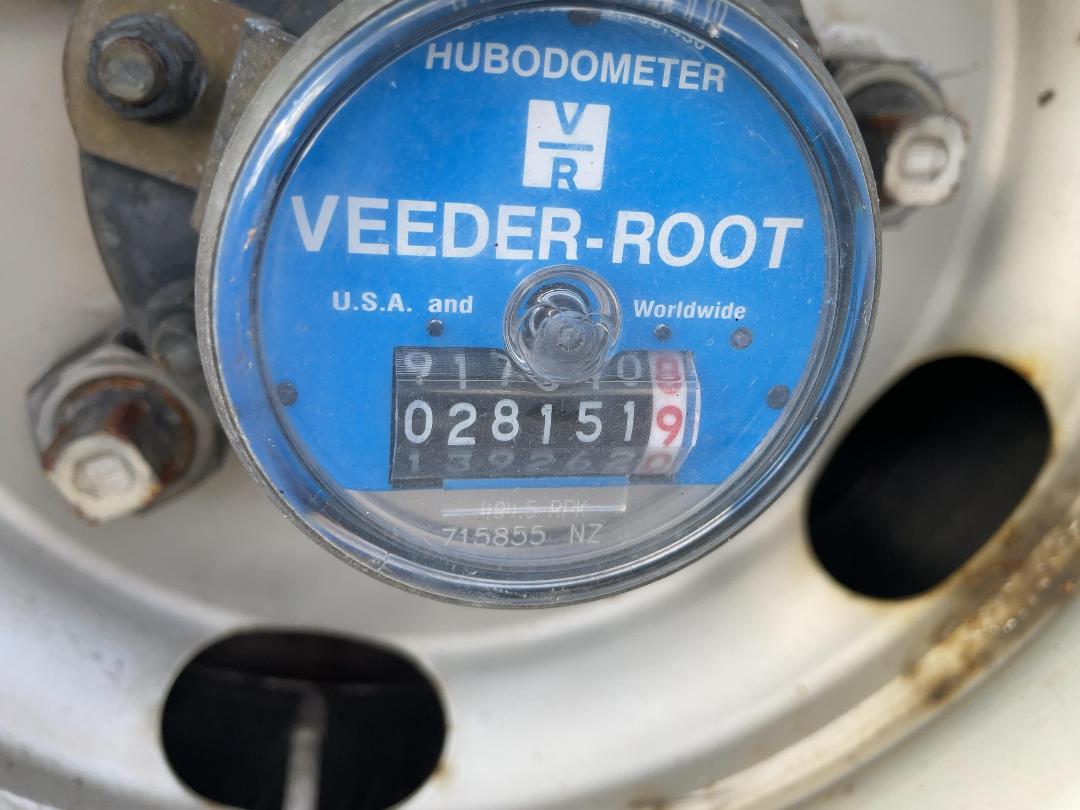 HUBODOMETER
V
R
VEEDER-ROOT
U.S.A. and Worldwide
0281519
715855 NZ